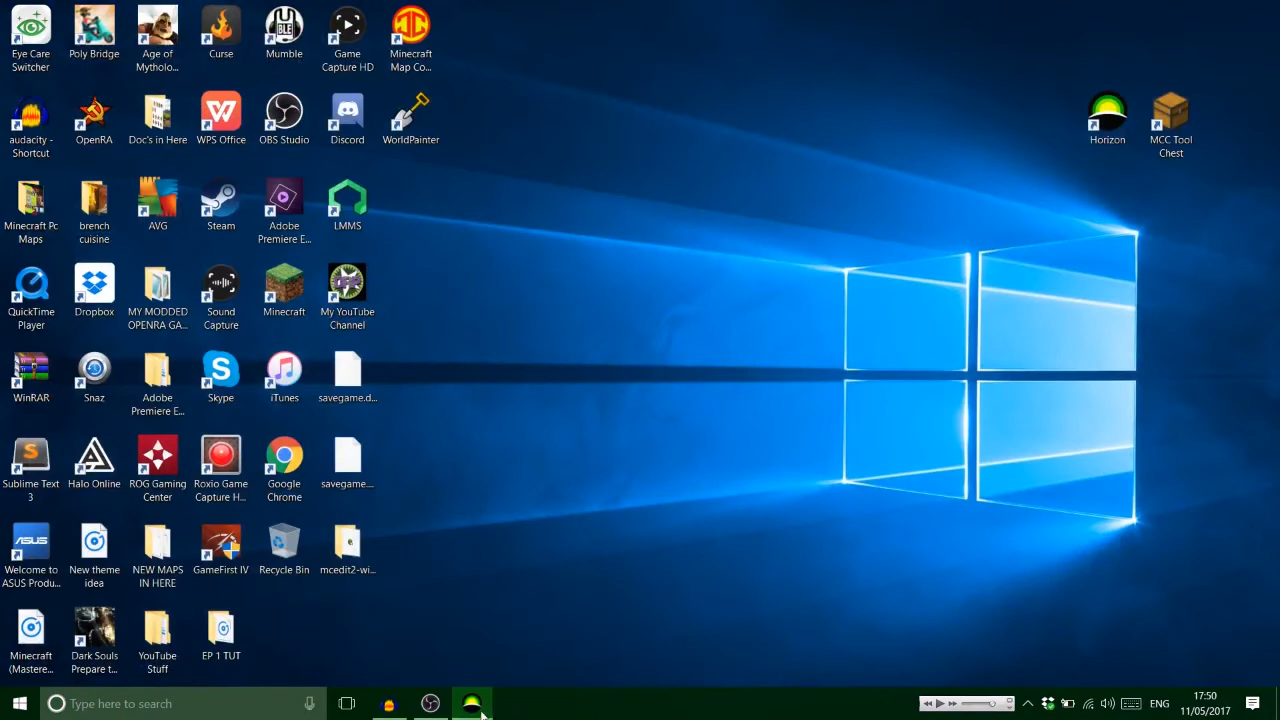 Eye Care
Switcher
Poly Bridge
Age of
Mytholo...
Curse
Mumble
Game
Capture HD
Minecraft
Map Co...
audacity -
Shortcut
OpenRA
Doc's in Here
WPS Office
OBS Studio
Discord
WorldPainter
Horizon
MCC Tool
Chest
Minecraft Pc
Maps
brench
cuisine
AVG
Steam
Adobe
Premiere E...
LMMS
QuickTime
Player
Dropbox
MY MODDED
OPENRA GA...
Sound
Capture
Minecraft
My YouTube
Channel
WinRAR
Snaz
Adobe
Premiere E...
Skype
iTunes
savegame.d...
Sublime Text
3
Halo Online
ROG Gaming
Center
Roxio Game
Capture H...
Google
Chrome
savegame....
Welcome to
ASUS Produ...
New theme
idea
NEW MAPS
IN HERE
GameFirst IV
Recycle Bin
mcedit2-wi...
Minecraft
(Mastere...
Dark Souls
Prepare t...
YouTube
Stuff
EP 1 TUT
Type here to search
ENG
17:50
11/05/2017